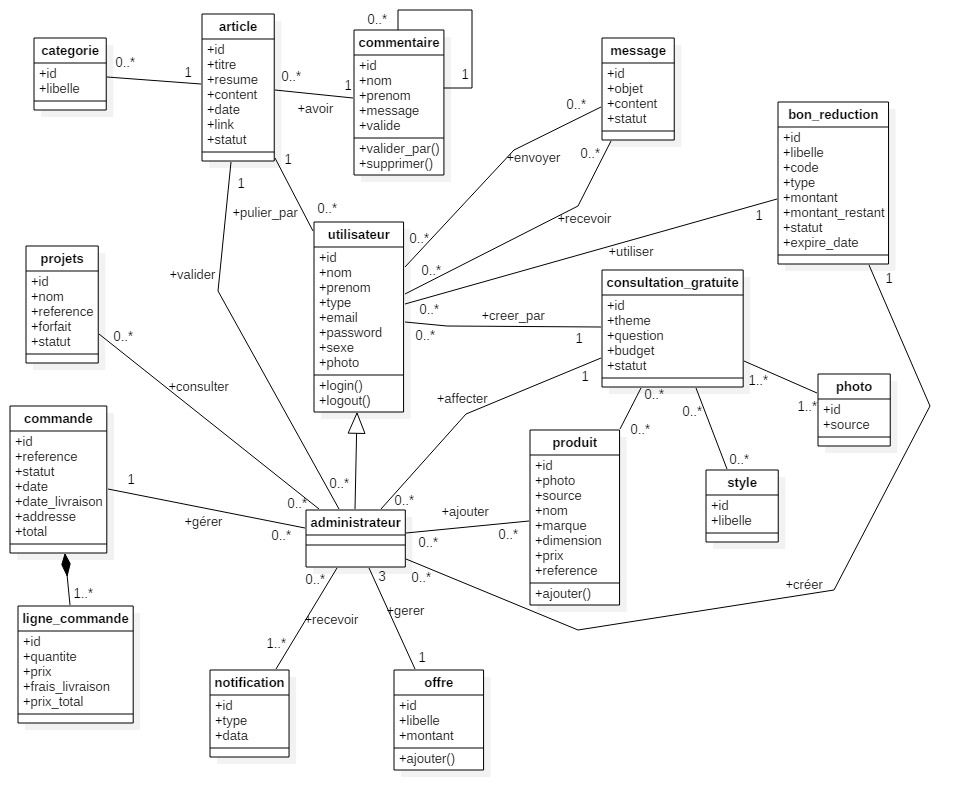 categorie
+id
+libelle
0..*
1
article
+id
+titre
+resume
+content
+date
+link
+statut
0..*
1
+avoir
0..*
1
commentaire
+id
+nom
+prenom
+message
+valide
+valider_par()
+supprimer()
message
+id
+objet
+content
+statut
0..*
+envoyer
0..*
0..*
+recevoir
0..*
bon_reduction
+id
+libelle
+code
+type
+montant
+montant_restant
+statut
+expire_date
1
+utiliser
0..*
1
1
+pulier_par
0..*
1
+valider
0..*
utilisateur
+id
+nom
+prenom
+type
+email
+password
+sexe
+photo
+login()
+logout()
projets
+id
+nom
+reference
+forfait
+statut
0..*
+consulter
0..*
consultation_gratuite
+id
+theme
+question
+budget
+statut
+creer_par
0..*
1
+affecter
1
0..*
1..*
1..*
photo
+id
+source
0..*
0..*
0..*
0..*
style
+id
+libelle
commande
+id
+reference
+statut
+date
+date_livraison
+addresse
+total
1
+gérer
0..*
1..*
ligne_commande
+id
+quantite
+prix
+frais_livraison
+prix_total
administrateur
produit
+id
+photo
+source
+nom
+marque
+dimension
+prix
+reference
+ajouter()
+ajouter
0..*
0..*
0..*
+créer
0..*
+recevoir
1..*
3
+gerer
1
notification
+id
+type
+data
offre
+id
+libelle
+montant
+ajouter()